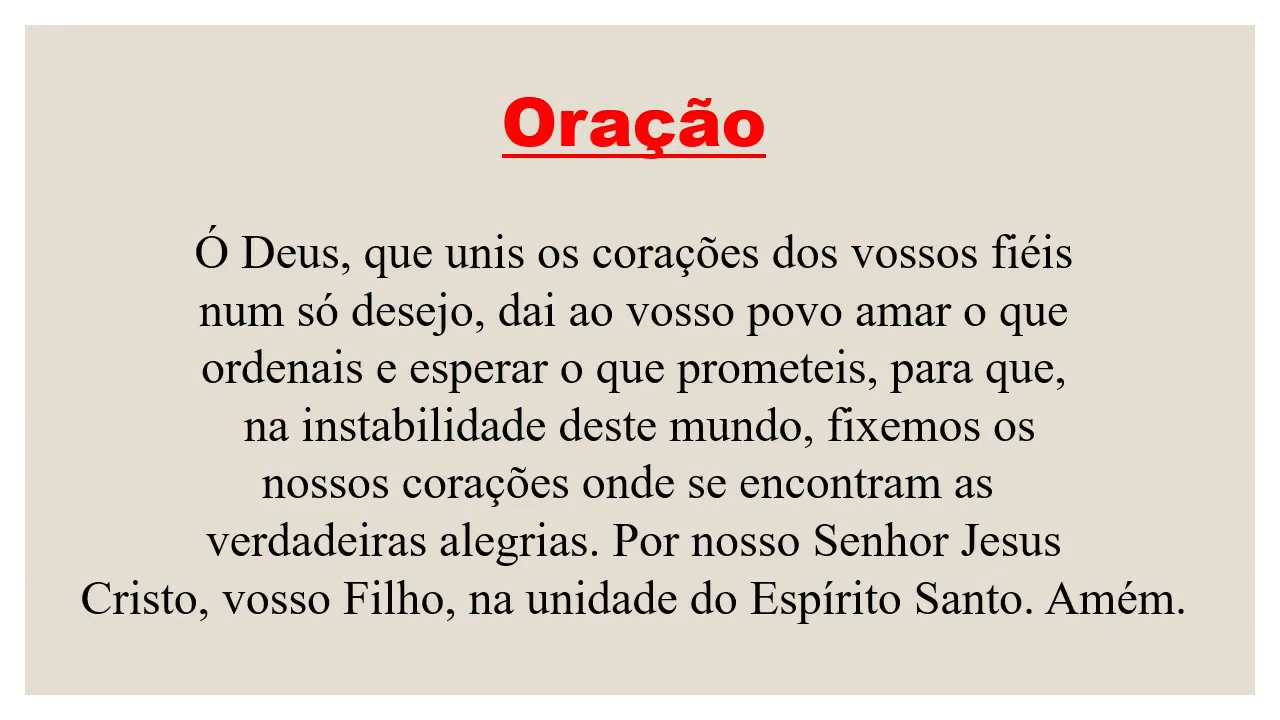 Oração
Ó Deus, que unis os corações dos vossos fiéis
num só desejo, dai ao vosso povo amar o que
ordenais e esperar o que prometeis, para que,
na instabilidade deste mundo, fixemos os
nossos corações onde se encontram as
verdadeiras alegrias. Por nosso Senhor Jesus
Cristo, vosso Filho, na unidade do Espírito Santo. Amém.